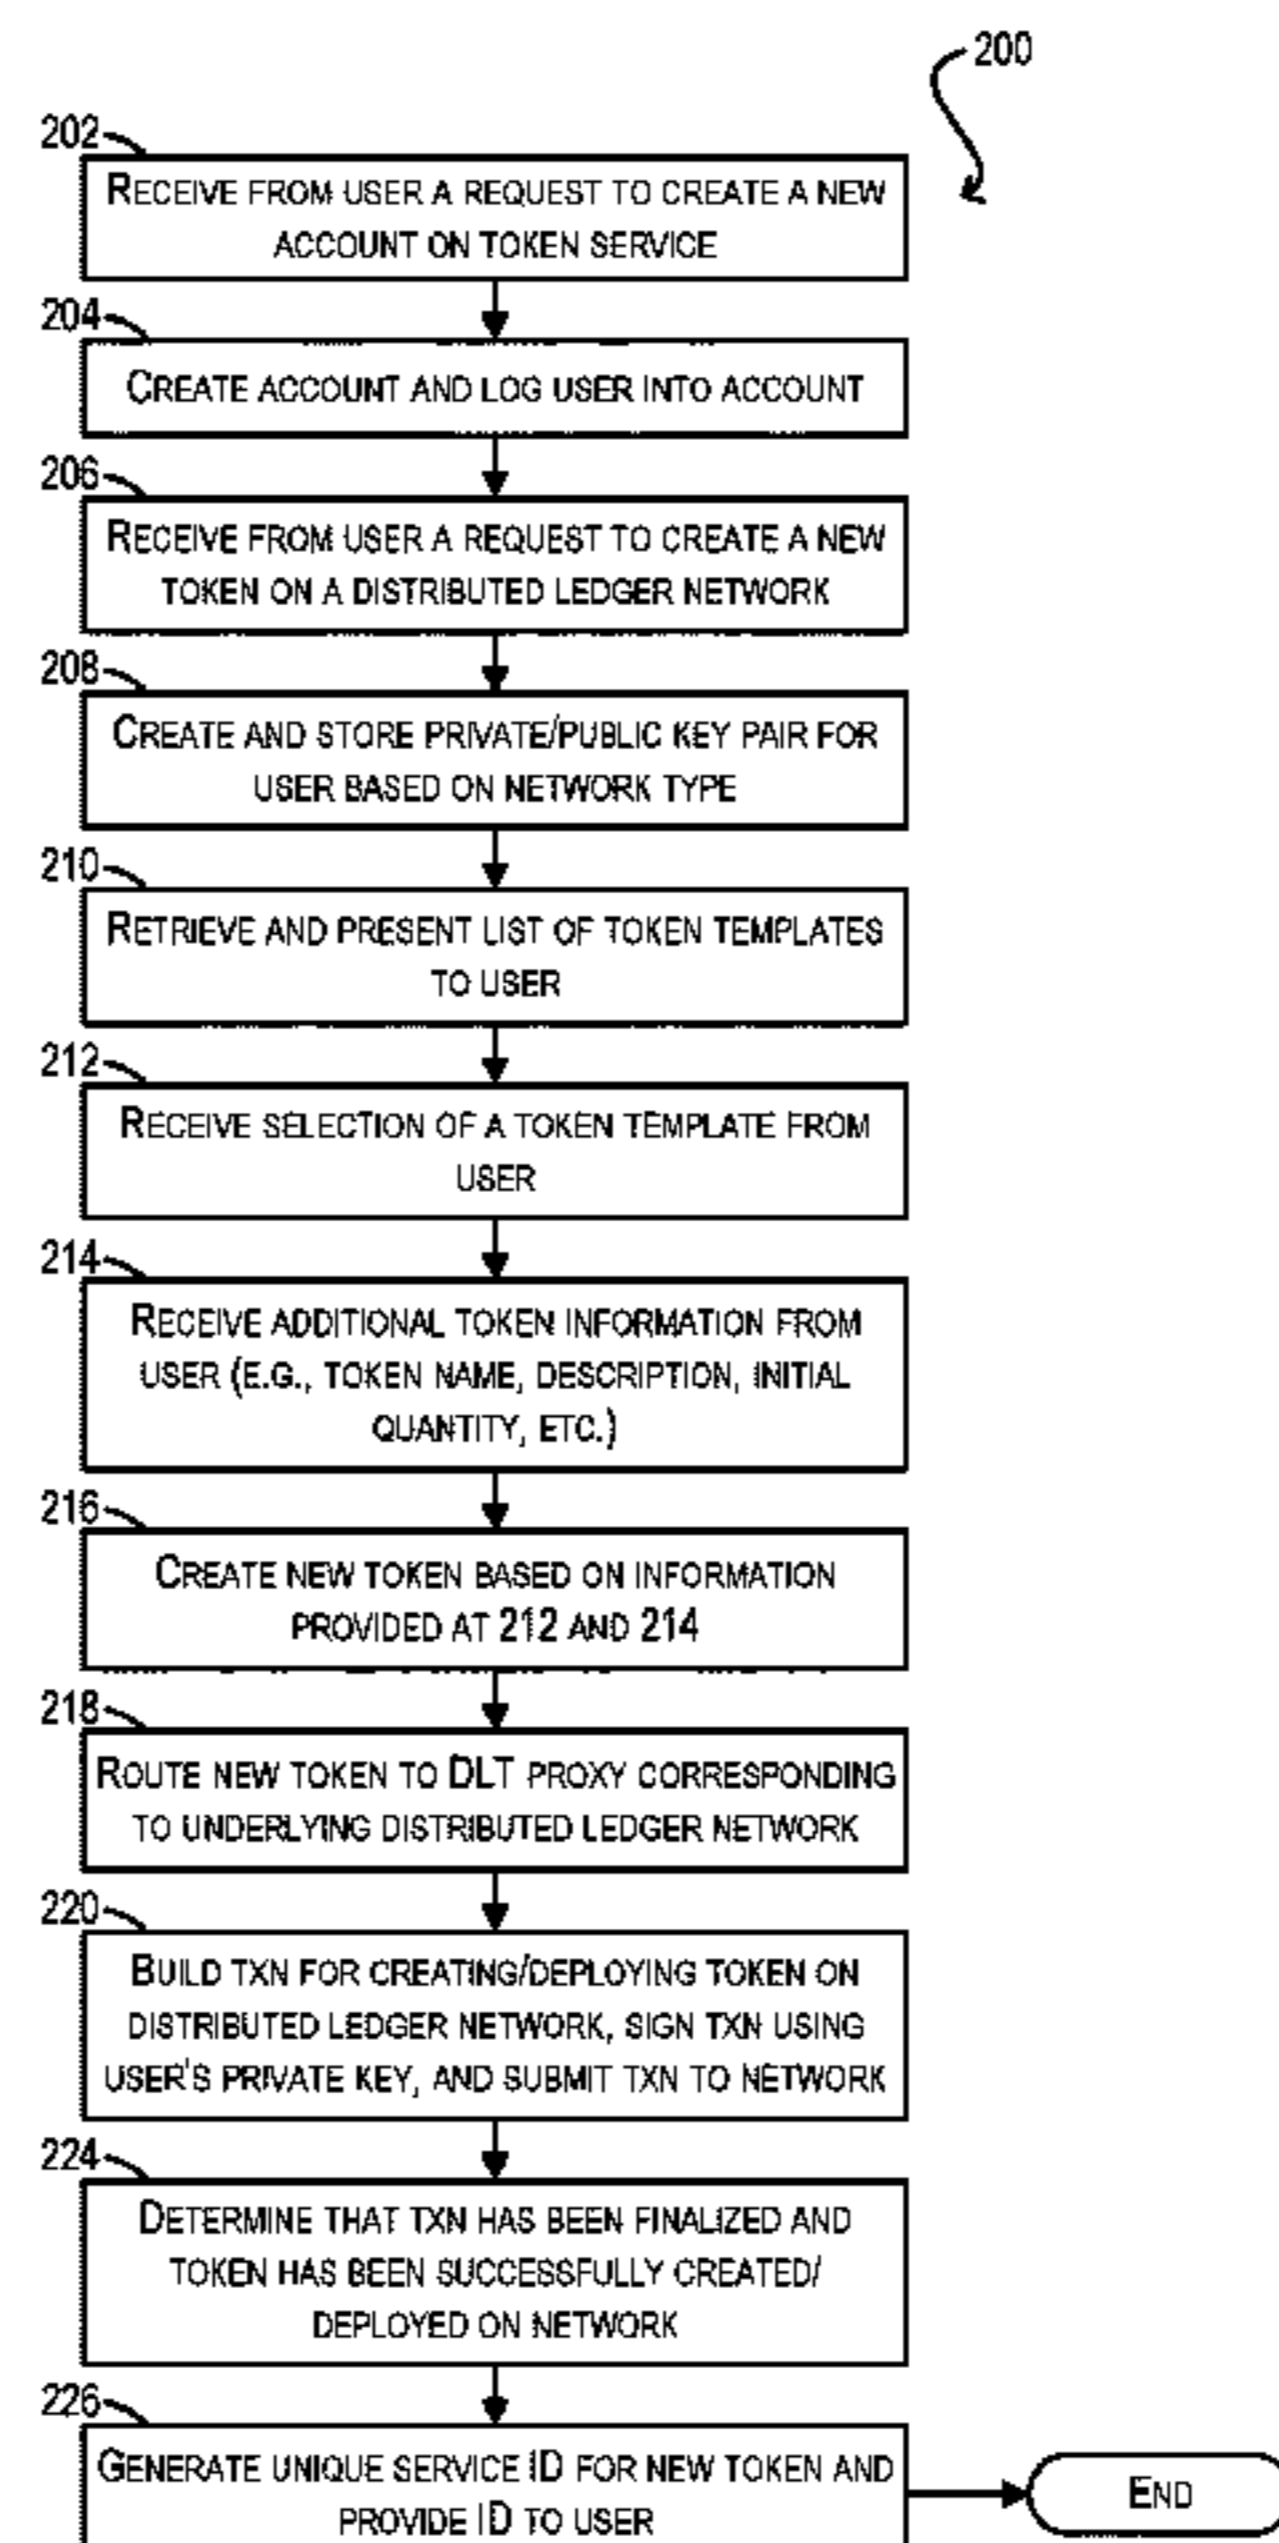 200
202
RECEIVE FROM USER A REQUEST TO CREATE A NEW
ACCOUNT ON TOKEN SERVICE
204
CREATE ACCOUNT AND LOG USER INTO ACCOUNT
206
RECEIVE FROM USER A REQUEST TO CREATE A NEW
TOKEN ON A DISTRIBUTED LEDGER NETWORK
208
CREATE AND STORE PRIVATE/PUBLIC KEY PAIR FOR
USER BASED ON NETWORK TYPE
210
RETRIEVE AND PRESENT LIST OF TOKEN TEMPLATES
TO USER
212
RECEIVE SELECTION OF A TOKEN TEMPLATE FROM
USER
214
RECEIVE ADDITIONAL TOKEN INFORMATION FROM
USER (E.G., TOKEN NAME, DESCRIPTION, INITIAL
QUANTITY, ETC.)
216
CREATE NEW TOKEN BASED ON INFORMATION
PROVIDED AT 212 AND 214
218
ROUTE NEW TOKEN TO DLT PROXY CORRESPONDING
TO UNDERLYING DISTRIBUTED LEDGER NETWORK
220
BUILD TXN FOR CREATING/DEPLOYING TOKEN ON
DISTRIBUTED LEDGER NETWORK, SIGN TXN USING
USER'S PRIVATE KEY, AND SUBMIT TXN TO NETWORK
224
DETERMINE THAT TXN HAS BEEN FINALIZED AND
TOKEN HAS BEEN SUCCESSFULLY CREATED/
DEPLOYED ON NETWORK
226
GENERATE UNIQUE SERVICE ID FOR NEW TOKEN AND
PROVIDE ID TO USER
END